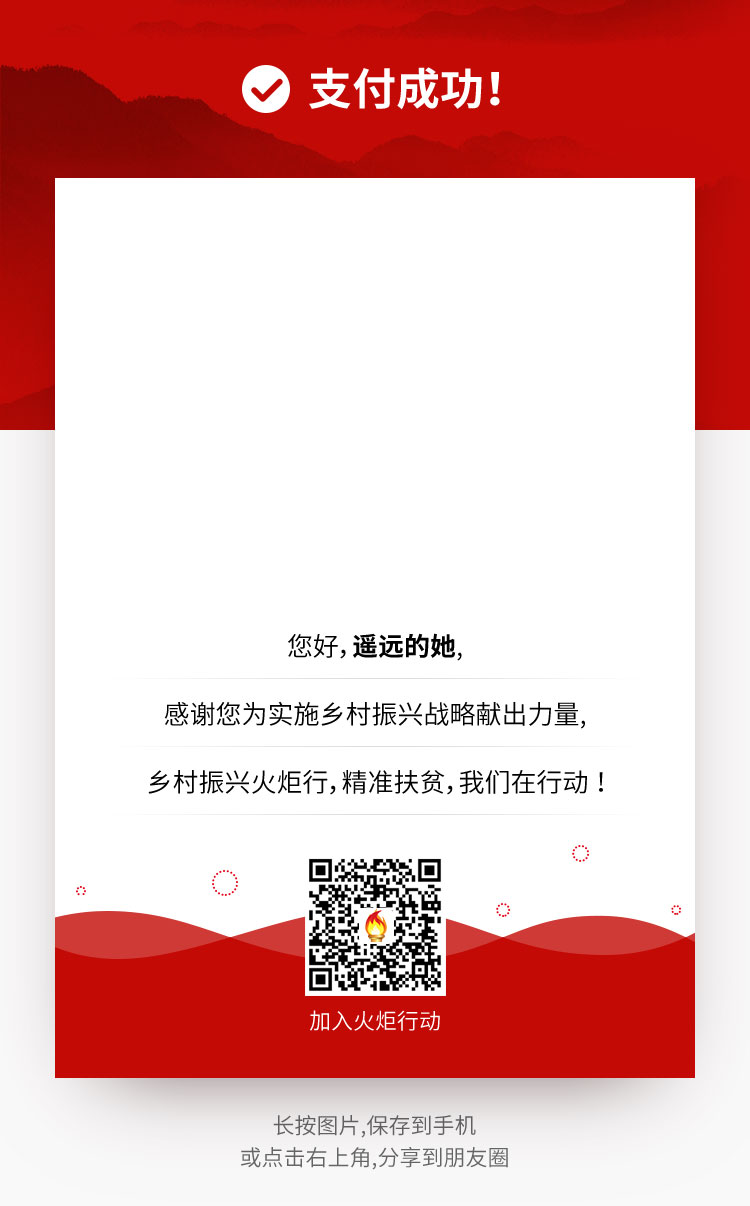 支付成功!
您好，遥远的她,
感谢您为实施乡村振兴战略献出力量,
乡村振兴火炬行，精准扶贫，我们在行动！
加入火炬行动
长按图片,保存到手机
或点击右上角,分享到朋友圈